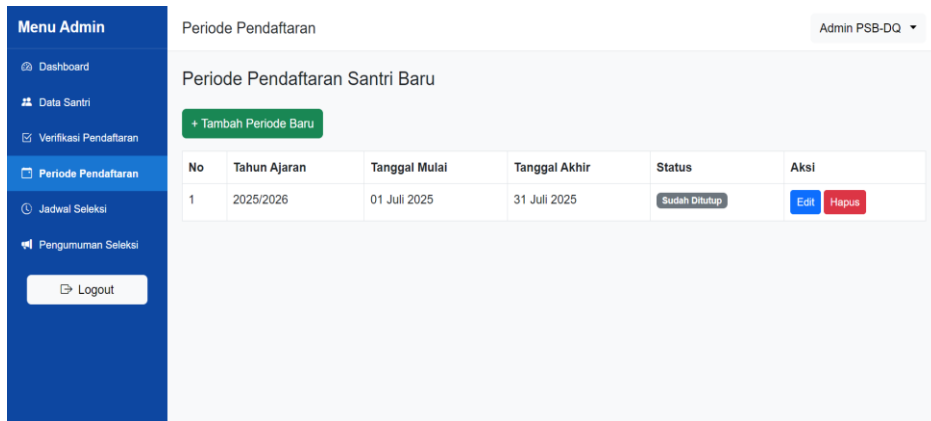 Menu Admin
Periode Pendaftaran
Admin PSB-DQ
Dashboard
Data Santri
Verifikasi Pendaftaran
Periode Pendaftaran
Jadwal Seleksi
Pengumuman Seleksi
Logout
Periode Pendaftaran Santri Baru
+ Tambah Periode Baru
No Tahun Ajaran Tanggal Mulai Tanggal Akhir Status Aksi
1 2025/2026 01 Juli 2025 31 Juli 2025 Sudah Ditutup Edit Hapus